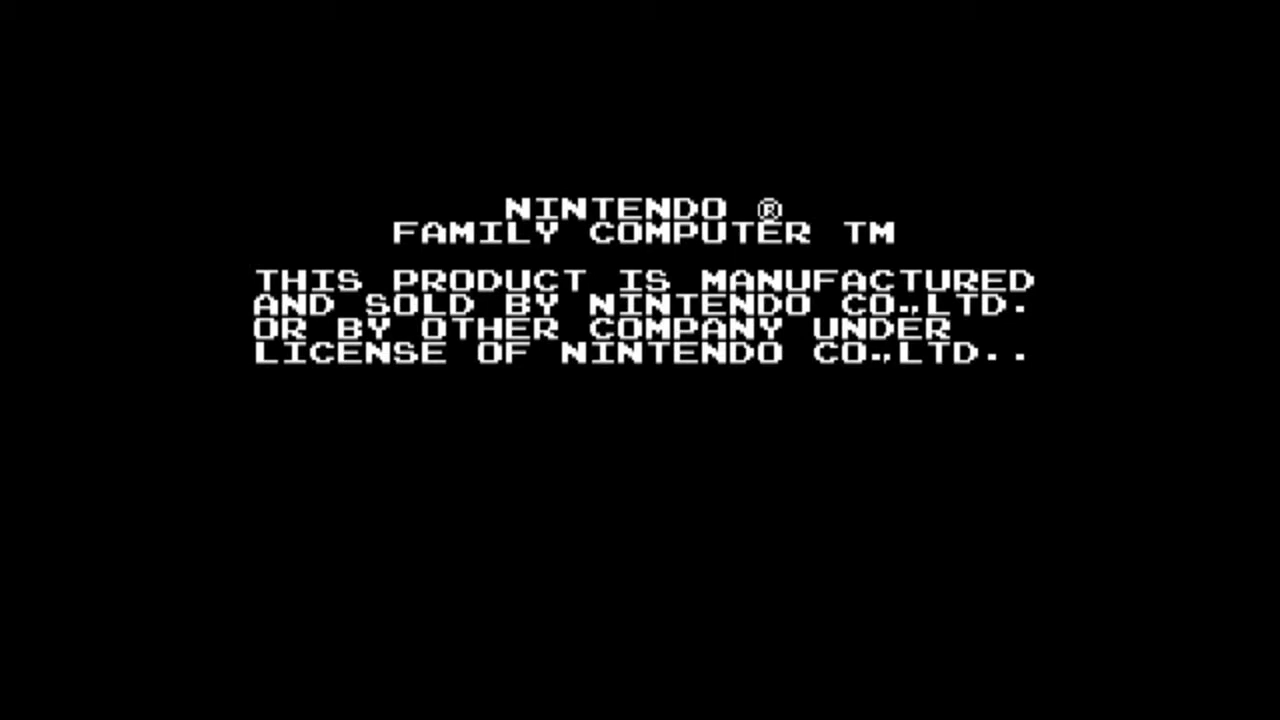 NINTENDO ®
FAMILY COMPUTER TM
THIS PRODUCT IS MANUFACTURED
AND SOLD BY NINTENDO CO.,LTD.
OR BY OTHER COMPANY UNDER
LICENSE OF NINTENDO CO.,LTD..